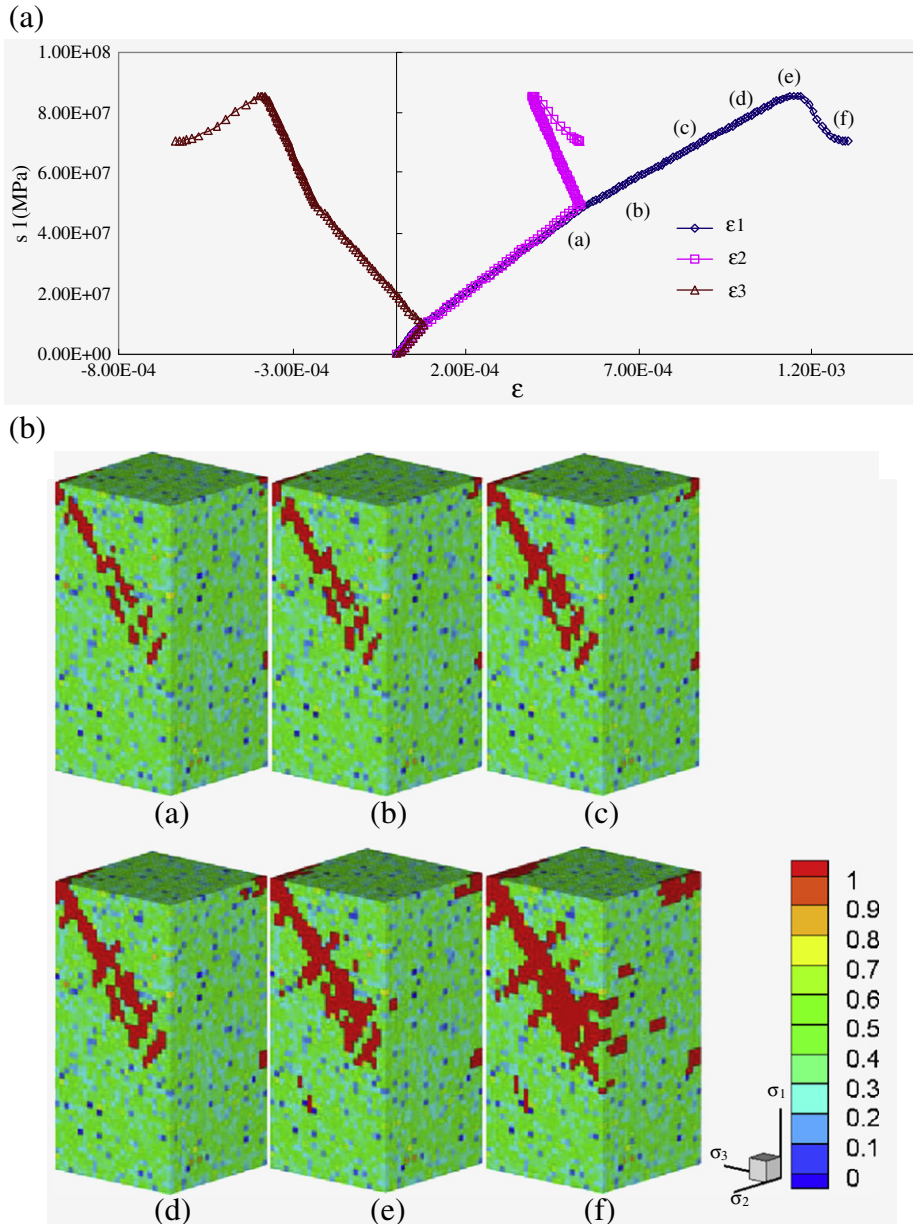 (a)
s 1(MPa)
1.00E+08
8.00E+07
6.00E+07
4.00E+07
2.00E+07
0.00E+00
-8.00E-04 -3.00E-04 2.00E-04 7.00E-04 1.20E-03
ε
(a)
(b)
(c)
(d)
(e)
(f)
ε1
ε2
ε3
(b)
(a) (b) (c)
(d) (e) (f)
1
0.9
0.8
0.7
0.6
0.5
0.4
0.3
0.2
0.1
0
σ1
σ3
σ2